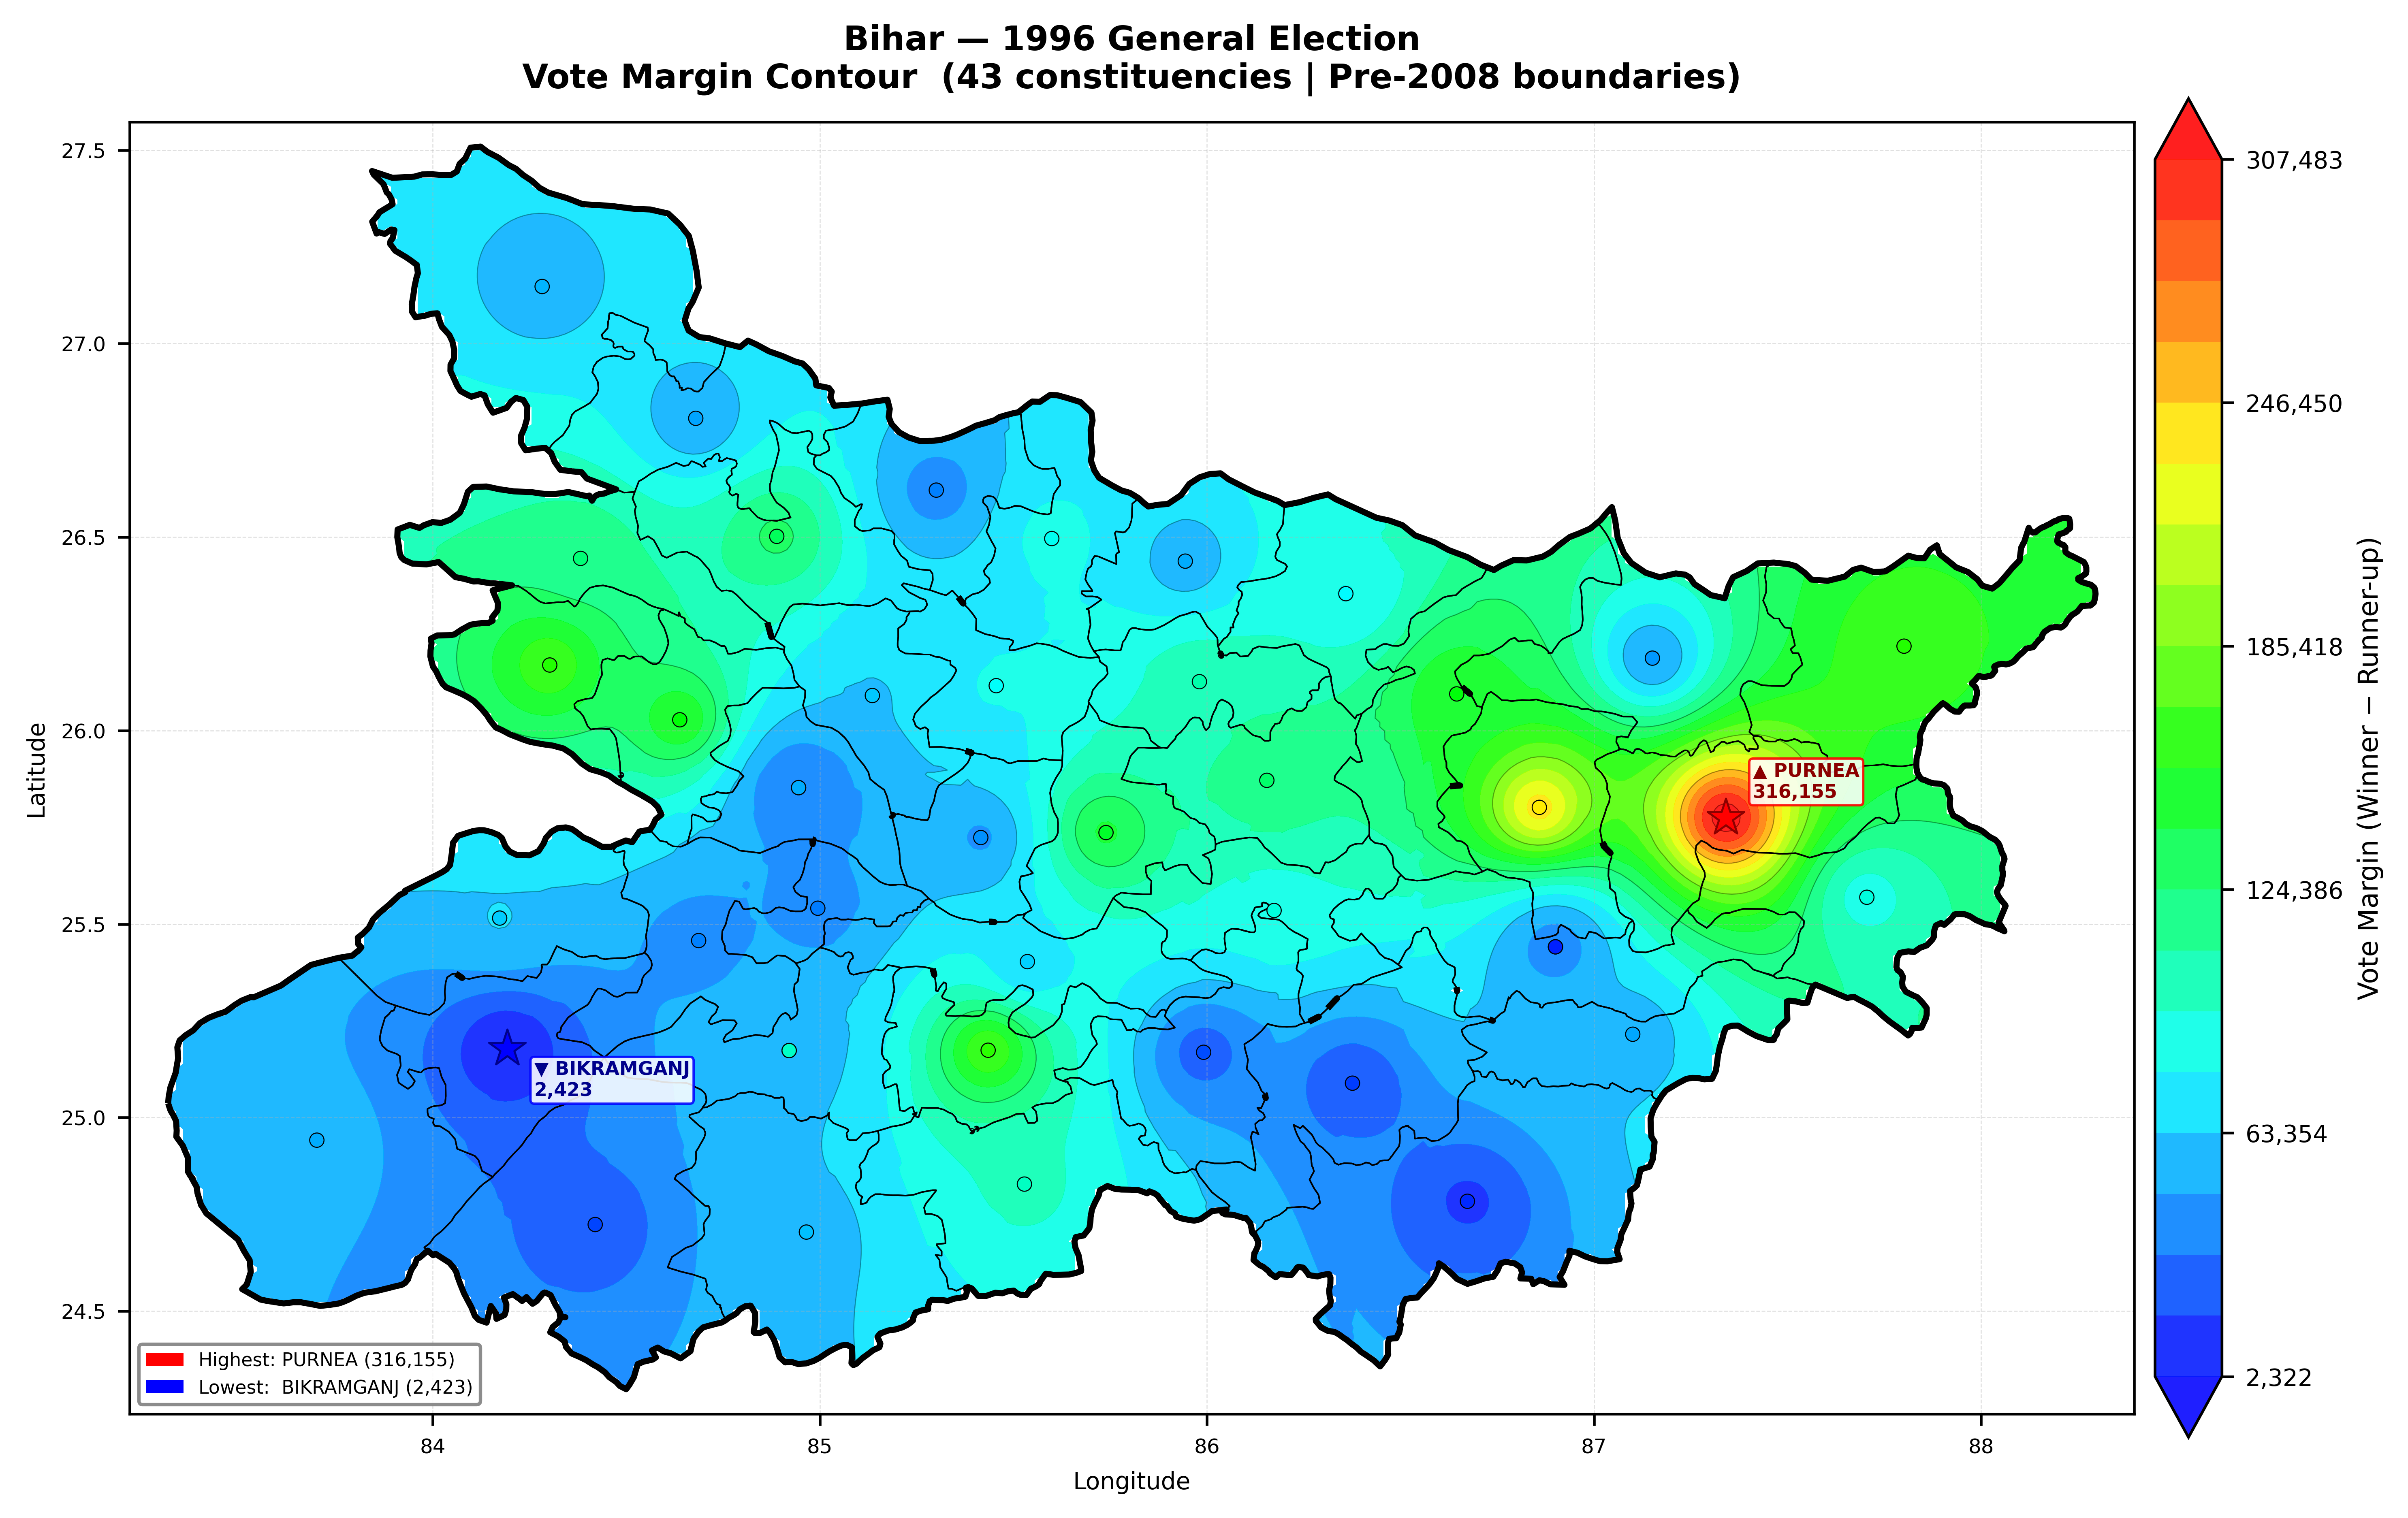 Bihar — 1996 General Election
Vote Margin Contour (43 constituencies | Pre-2008 boundaries)
27.5
27.0
26.5
26.0
25.5
25.0
24.5
Latitude
84
85
86
87
88
Longitude
▲ PURNEA
316,155
▼ BIKRAMGANJ
2,423
Highest: PURNEA (316,155)
Lowest: BIKRAMGANJ (2,423)
307,483
246,450
185,418
124,386
63,354
2,322
Vote Margin (Winner — Runner-up)